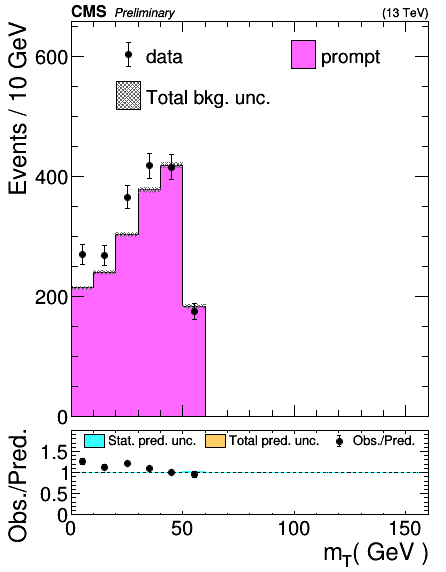 CMS Preliminary (13 TeV)
Events / 10 GeV
600
400
200
0
data
prompt
Total bkg. unc.
Obs./Pred.
1.5
1
0.5
0
Stat. pred. unc. Total pred. unc. Obs./Pred.
0 50 100 150
m_T( GeV )